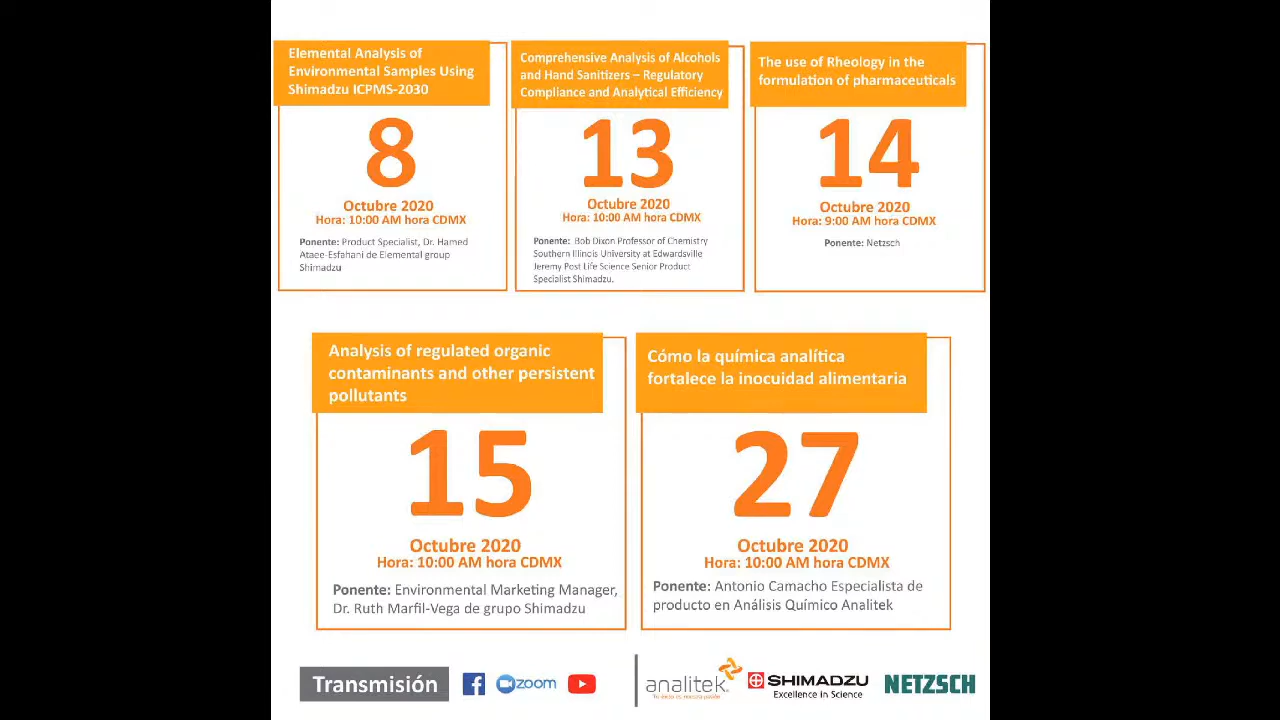 Elemental Analysis of
Environmental Samples Using
Shimadzu ICPMS-2030
8
Octubre 2020
Hora: 10:00 AM hora CDMX
Ponente: Product Specialist, Dr. Hamed
Ataee-Esfahani de Elemental group
Shimadzu
Comprehensive Analysis of Alcohols
and Hand Sanitizers – Regulatory
Compliance and Analytical Efficiency
13
Octubre 2020
Hora: 10:00 AM hora CDMX
Ponente: Bob Dixon Professor of Chemistry
Southern Illinois University at Edwardsville
Jeremy Post Life Science Senior Product
Specialist Shimadzu.
The use of Rheology in the
formulation of pharmaceuticals
14
Octubre 2020
Hora: 9:00 AM hora CDMX
Ponente: Netzsch
Analysis of regulated organic
contaminants and other persistent
pollutants
15
Octubre 2020
Hora: 10:00 AM hora CDMX
Ponente: Environmental Marketing Manager,
Dr. Ruth Marfil-Vega de grupo Shimadzu
Cómo la química analítica
fortalece la inocuidad alimentaria
27
Octubre 2020
Hora: 10:00 AM hora CDMX
Ponente: Antonio Camacho Especialista de
producto en Análisis Químico Analitek
Transmisión
zoom
analitek
SHIMADZU
Excellence in Science
NETZSCH